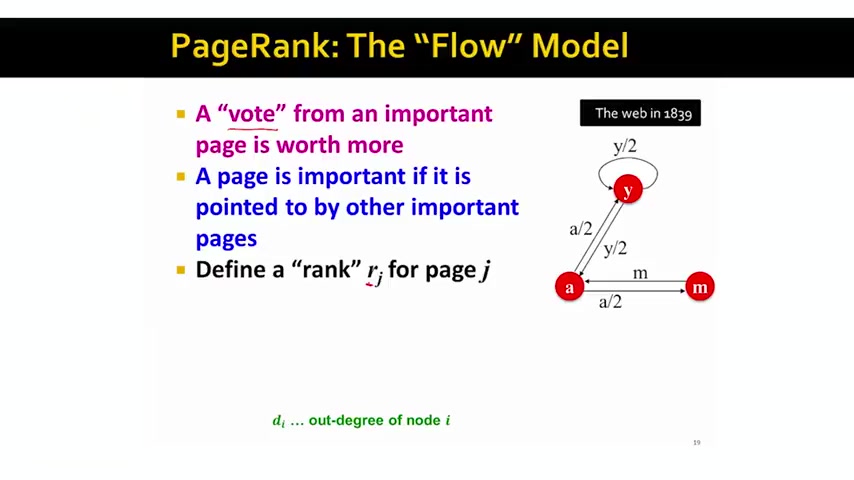 PageRank: The “Flow” Model
A “vote” from an important
page is worth more
A page is important if it is
pointed to by other important
pages
Define a “rank” rj for page j
The web in 1839
y/2
y
a/2
y/2
a
m
m
a/2
di … out-degree of node i
19